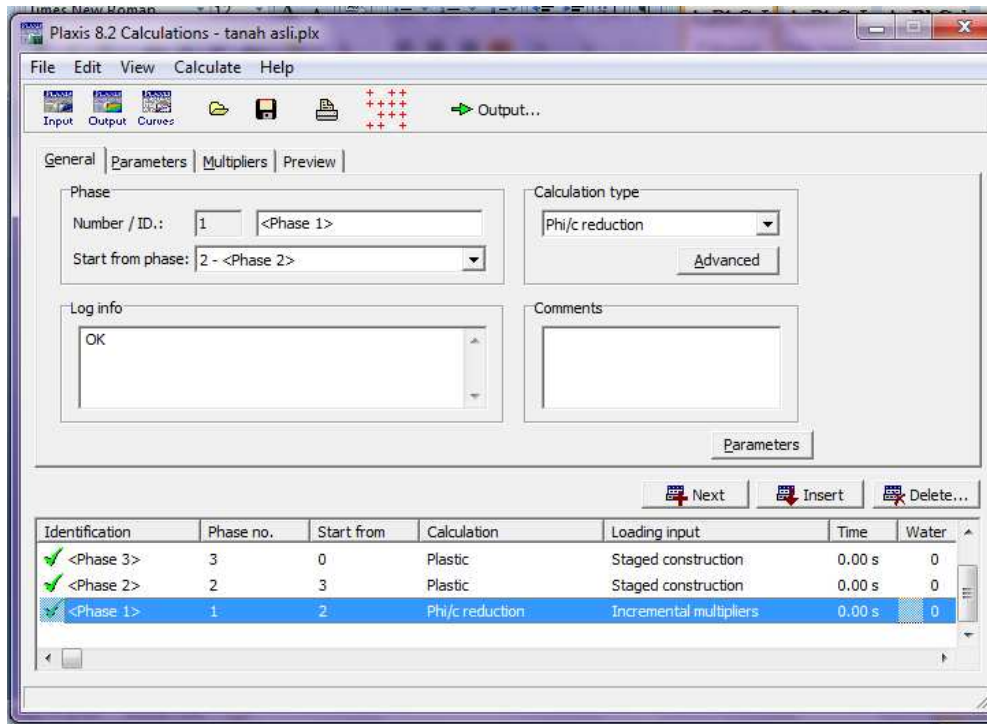 Times New Roman 12
Plaxis 8.2 Calculations - tanah asli.plx
File Edit View Calculate Help
Input Output Curves Output...
General Parameters Multipliers Preview
Phase
Number / ID.: 1 <Phase 1>
Start from phase: 2 - <Phase 2>
Calculation type
Phi/c reduction
Advanced
Log info
OK
Comments
Parameters
Next Insert Delete...
Identification Phase no. Start from Calculation Loading input Time Water
<Phase 3> 3 0 Plastic Staged construction 0.00 s 0
<Phase 2> 2 3 Plastic Staged construction 0.00 s 0
<Phase 1> 1 2 Phi/c reduction Incremental multipliers 0.00 s 0